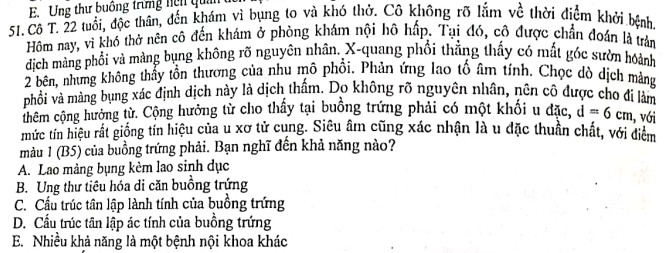 E. Ung thư buồng trứng
51. Cô T. 22 tuổi, độc thân, đến khám vì bụng to và khó thở. Cô không rõ lắm về thời điểm khởi bệnh.
Hôm nay, vì khó thở nên cô đến khám ở phòng khám nội hô hấp. Tại đó, cô được chẩn đoán là tràn
dịch màng phổi và màng bụng không rõ nguyên nhân. X-quang phổi thẳng thấy có mất góc sườn hoành
2 bên, nhưng không thấy tổn thương của nhu mô phổi. Phản ứng lao tố âm tính. Chọc dò dịch màng
phổi và màng bụng xác định dịch này là dịch thấm. Do không rõ nguyên nhân, nên cô được cho đi làm
thêm cộng hưởng từ. Cộng hưởng từ cho thấy tại buồng trứng phải có một khối u đặc, d = 6 cm, với
mức tín hiệu rất giống tín hiệu của u xơ tử cung. Siêu âm cũng xác nhận là u đặc thuần chất, với điểm
màu 1 (B5) của buồng trứng phải. Bạn nghĩ đến khả năng nào?
A. Lao màng bụng kèm lao sinh dục
B. Ung thư tiêu hóa di căn buồng trứng
C. Cấu trúc tân lập lành tính của buồng trứng
D. Cấu trúc tân lập ác tính của buồng trứng
E. Nhiều khả năng là một bệnh nội khoa khác